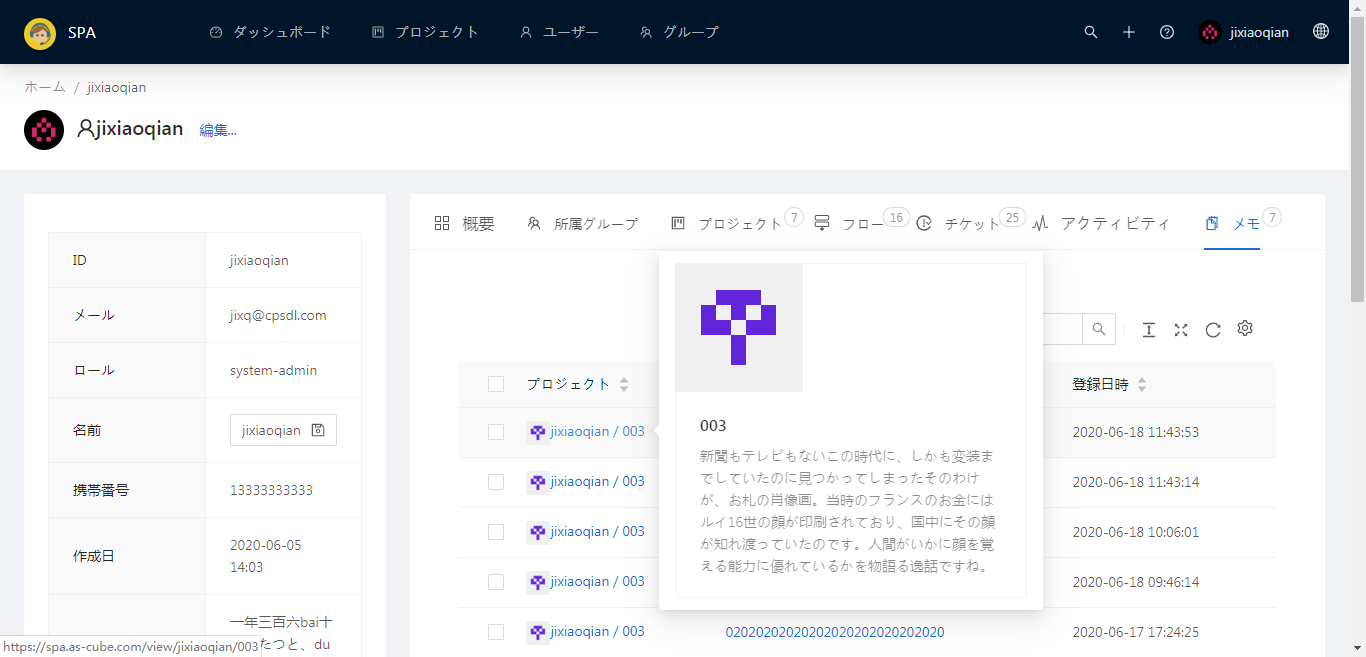 SPA ダッシュボード プロジェクト ユーザー グループ jixiaoqian
ホーム / jixiaoqian
jixiaoqian 編集...
概要 所属グループ プロジェクト 7 フロー 16 チケット 25 アクティビティ メモ 7
ID jixiaoqian
メール jixq@cpsdl.com
ロール system-admin
名前 jixiaoqian
携帯番号 13333333333
作成日 2020-06-05
14:03
一年三百六bai十
たつと、du
プロジェクト 登録日時
jixiaoqian / 003 2020-06-18 11:43:53
jixiaoqian / 003 2020-06-18 11:43:14
jixiaoqian / 003 2020-06-18 10:06:01
jixiaoqian / 003 2020-06-18 09:46:14
jixiaoqian / 003 0202020202020202020202020202020 2020-06-17 17:24:25
003
新聞もテレビもないこの時代に、しかも変装ま
でしていたのに見つかってしまったそのわけ
が、お札の肖像画。当時のフランスのお金には
ルイ16世の顔が印刷されており、国中にその顔
が知れ渡っていたのです。人間がいかに顔を覚
える能力に優れているかを物語る逸話ですね。
https://spa.as-cube.com/view/jixiaoqian/003